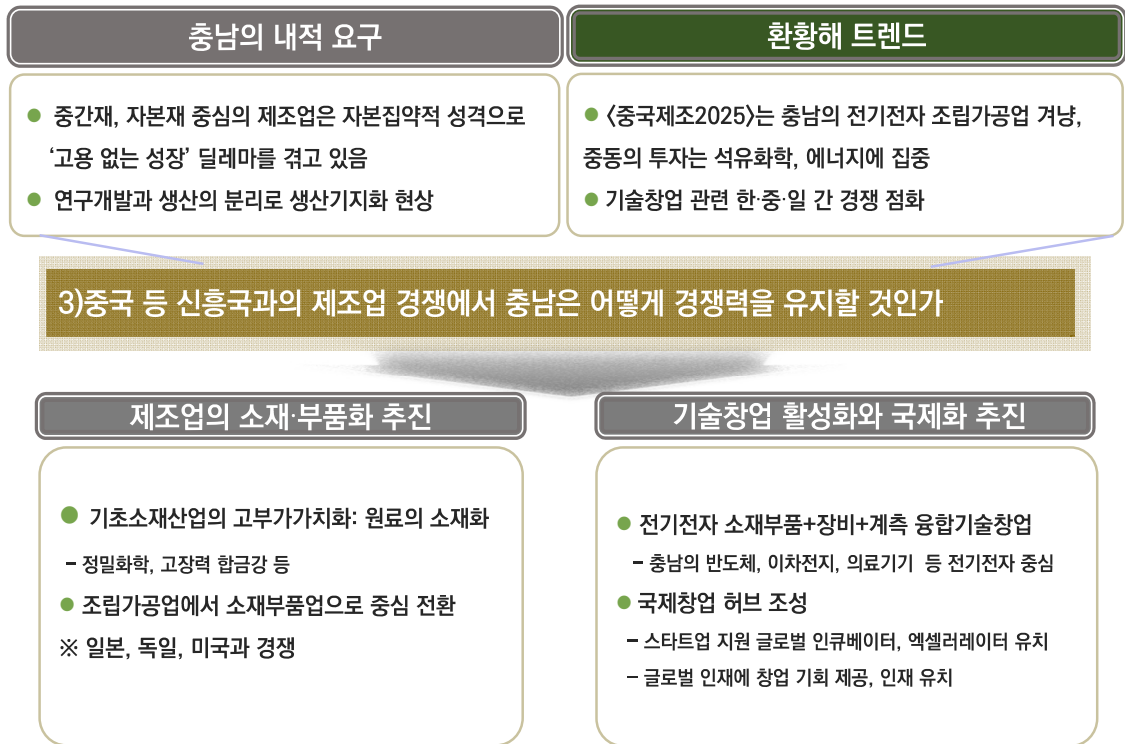 충남의 내적 요구
● 중간재, 자본재 중심의 제조업은 자본집약적 성격으로
‘고용 없는 성장’ 딜레마를 겪고 있음
● 연구개발과 생산의 분리로 생산기지화 현상
환황해 트렌드
● 〈중국제조2025〉는 충남의 전기전자 조립가공업 겨냥,
중동의 투자는 석유화학, 에너지에 집중
● 기술창업 관련 한·중·일 간 경쟁 점화
3)중국 등 신흥국과의 제조업 경쟁에서 충남은 어떻게 경쟁력을 유지할 것인가
제조업의 소재·부품화 추진
● 기초소재산업의 고부가가치화: 원료의 소재화
- 정밀화학, 고장력 합금강 등
● 조립가공업에서 소재부품업으로 중심 전환
※ 일본, 독일, 미국과 경쟁
기술창업 활성화와 국제화 추진
● 전기전자 소재부품+장비+계측 융합기술창업
- 충남의 반도체, 이차전지, 의료기기 등 전기전자 중심
● 국제창업 허브 조성
- 스타트업 지원 글로벌 인큐베이터, 엑셀러레이터 유치
- 글로벌 인재에 창업 기회 제공, 인재 유치